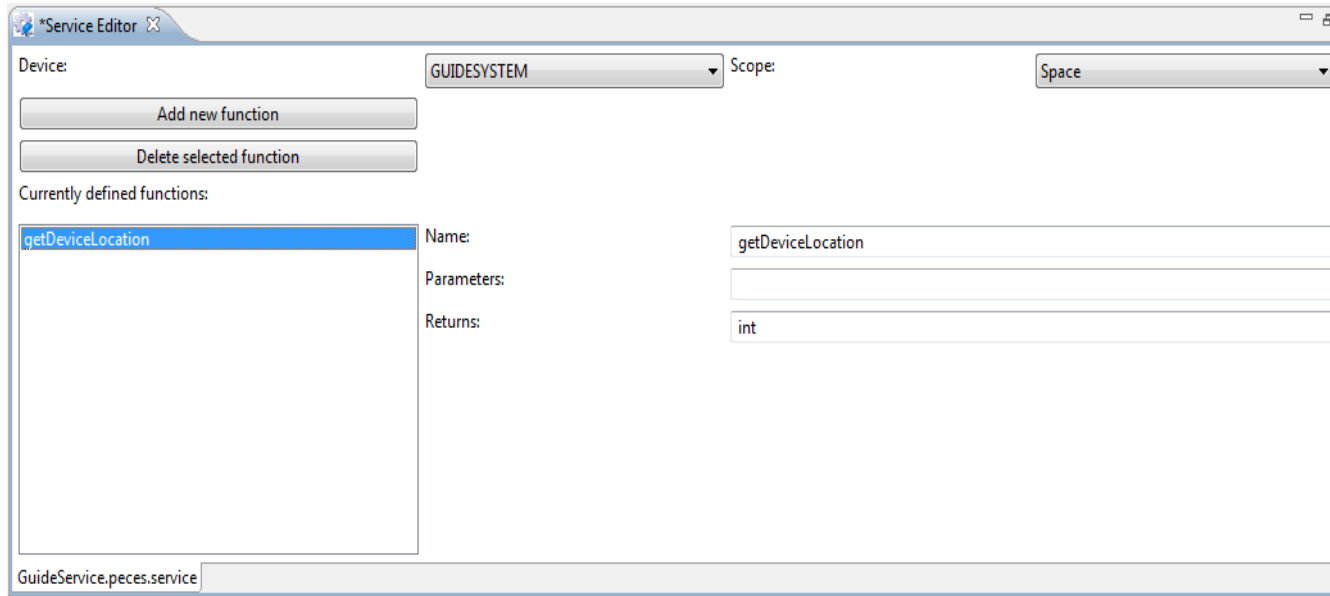 *Service Editor
Device: GUIDESYSTEM Scope: Space
Add new function
Delete selected function
Currently defined functions:
getDeviceLocation Name: getDeviceLocation
Parameters:
Returns: int
GuideService.peces.service